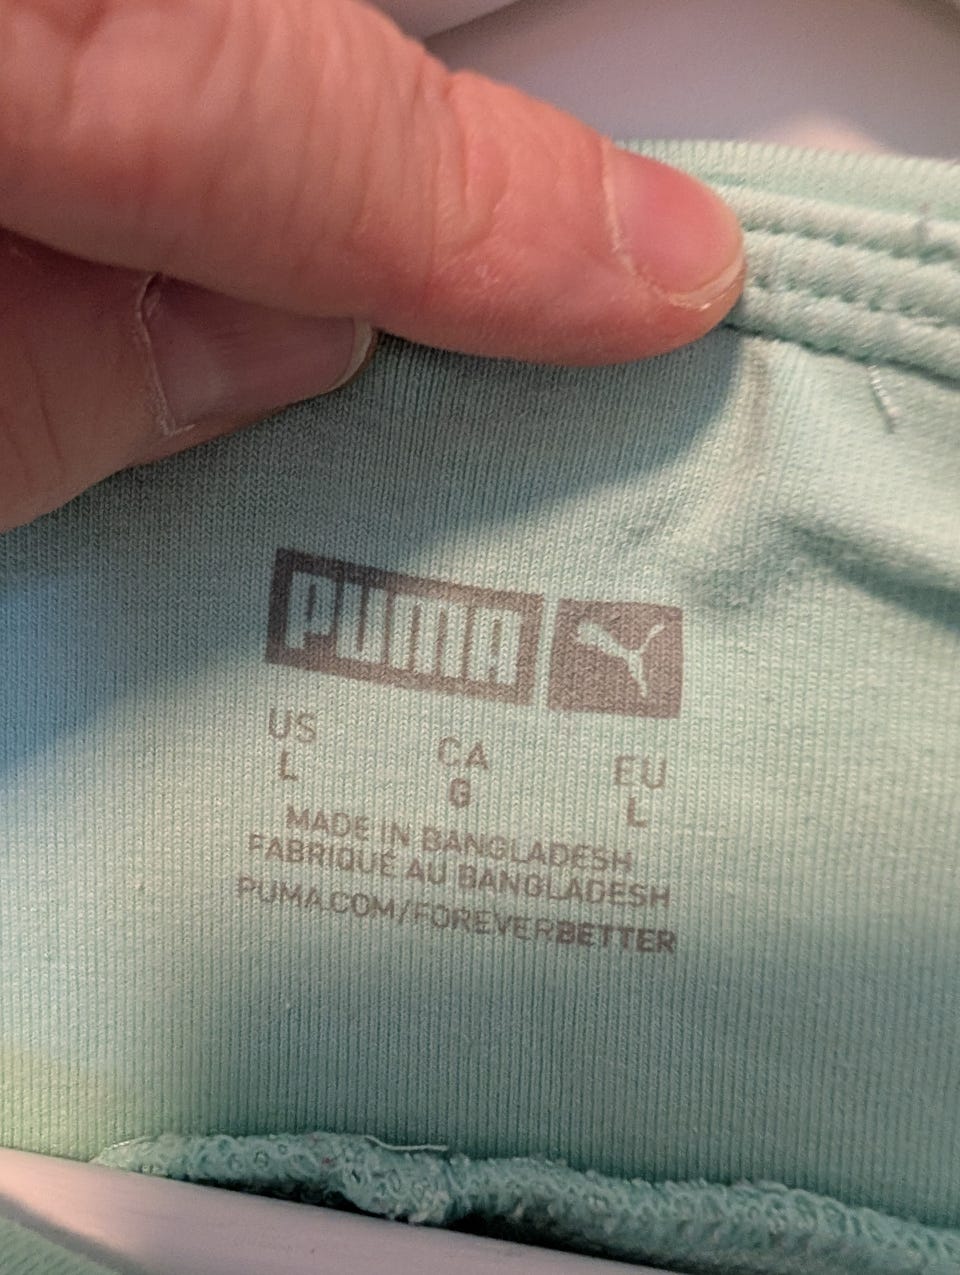 PUMA
US CA EU
L G L
MADE IN BANGLADESH
FABRIQUÉ AU BANGLADESH
PUMA.COM/FOREVERBETTER